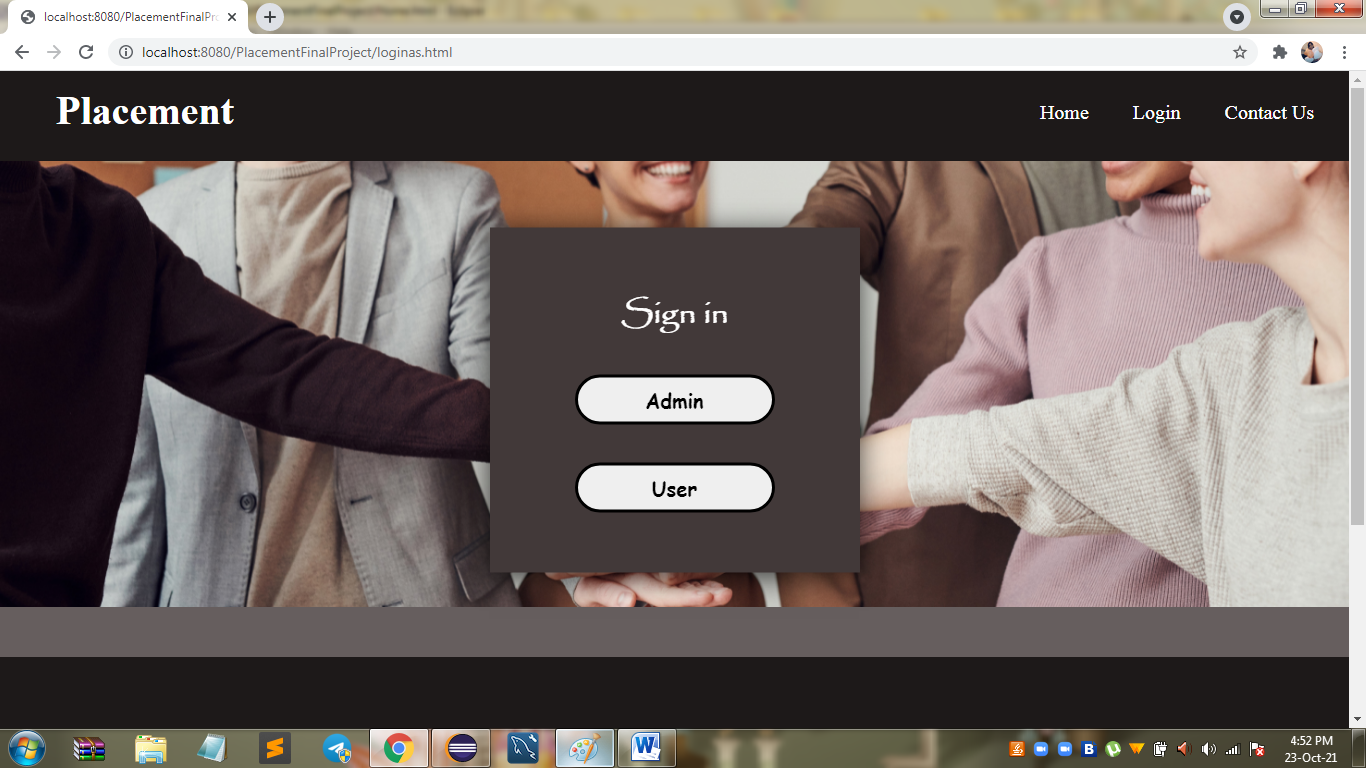 localhost:8080/PlacementFinalPro
localhost:8080/PlacementFinalProject/loginas.html
Placement
Home Login Contact Us
Sign in
Admin
User
4:52 PM
23-Oct-21